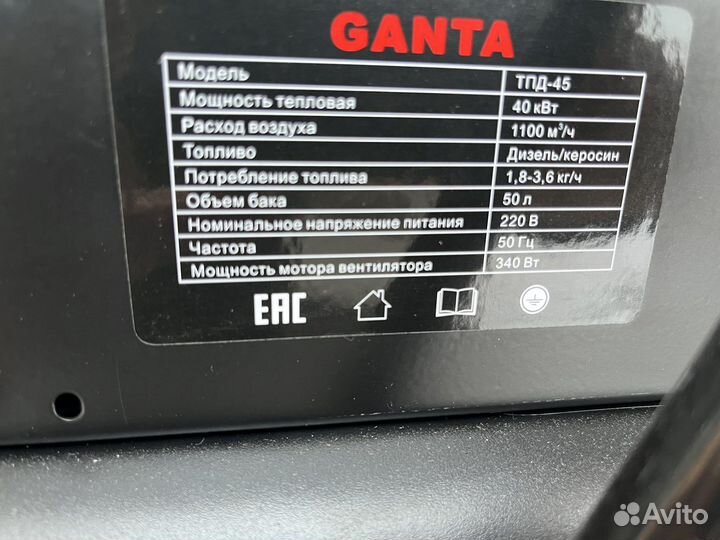 GANTA
Модель ТПД-45
Мощность тепловая 40 кВт
Расход воздуха 1100 м³/ч
Топливо Дизель/керосин
Потребление топлива 1,8-3,6 кг/ч
Объем бака 50 л
Номинальное напряжение питания 220 В
Частота 50 Гц
Мощность мотора вентилятора 340 Вт
EAC
Avito